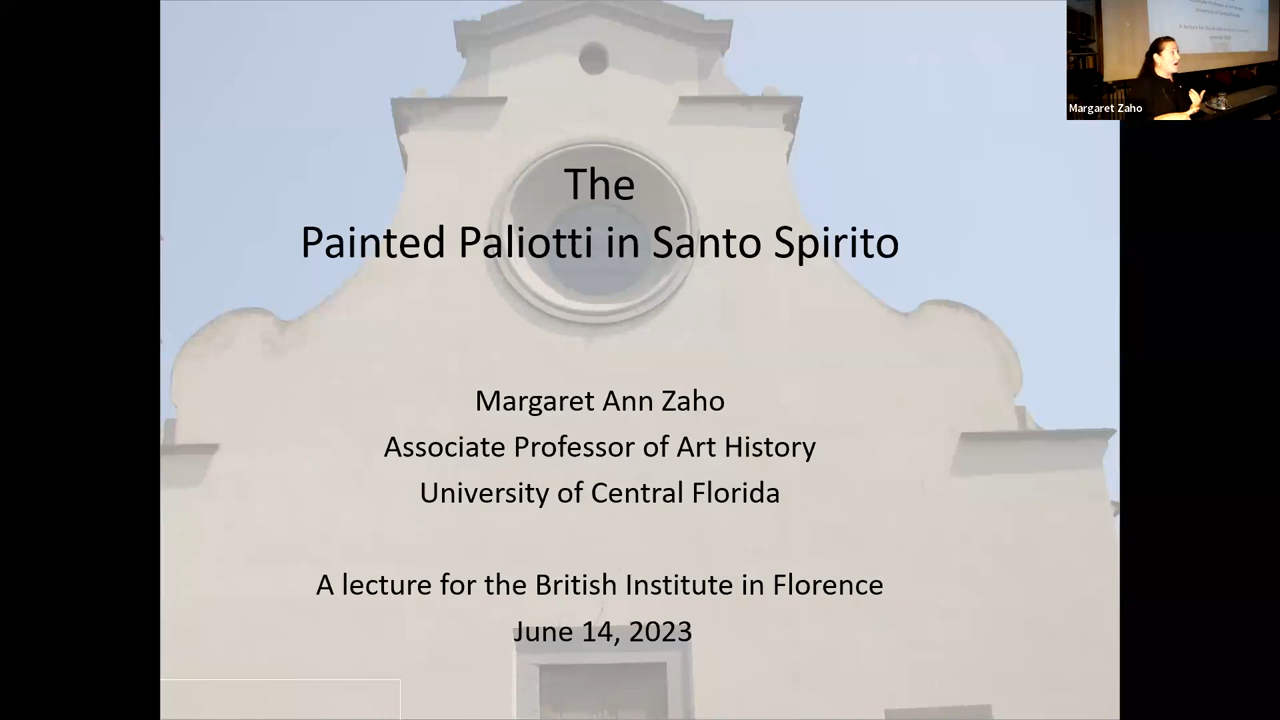 The
Painted Paliotti in Santo Spirito
Margaret Ann Zaho
Associate Professor of Art History
University of Central Florida
A lecture for the British Institute in Florence
June 14, 2023
Margaret Zaho